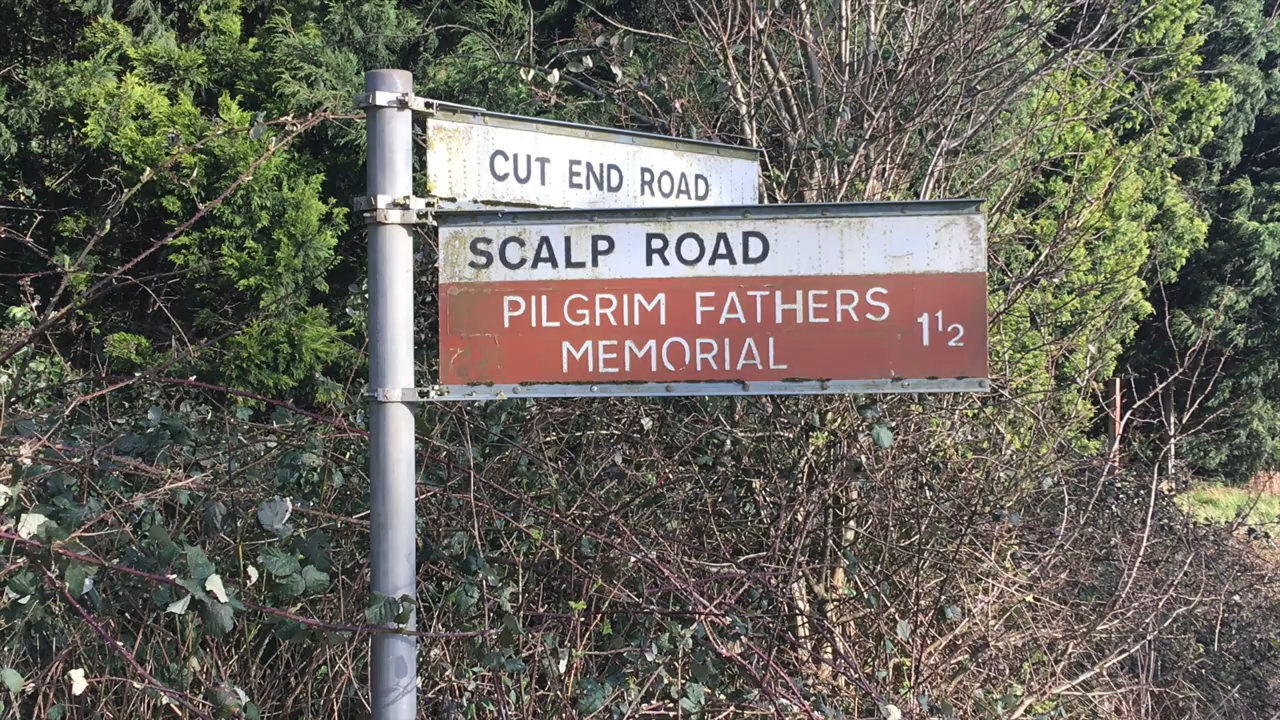 CUT END ROAD
SCALP ROAD
PILGRIM FATHERS
MEMORIAL
1½